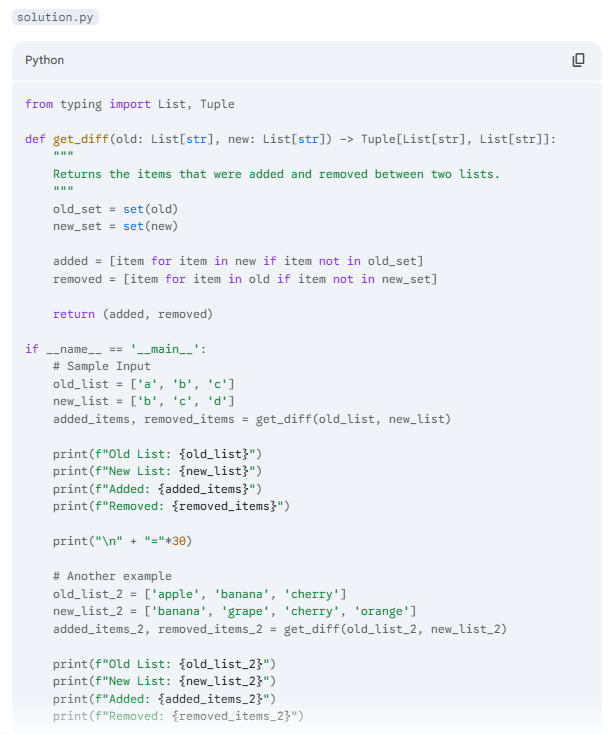 solution.py
Python
from typing import List, Tuple

def get_diff(old: List[str], new: List[str]) -> Tuple[List[str], List[str]]:
    """
    Returns the items that were added and removed between two lists.
    """
    old_set = set(old)
    new_set = set(new)

    added = [item for item in new if item not in old_set]
    removed = [item for item in old if item not in new_set]

    return (added, removed)

if __name__ == '__main__':
    # Sample Input
    old_list = ['a', 'b', 'c']
    new_list = ['b', 'c', 'd']
    added_items, removed_items = get_diff(old_list, new_list)

    print(f"Old List: {old_list}")
    print(f"New List: {new_list}")
    print(f"Added: {added_items}")
    print(f"Removed: {removed_items}")

    print("\n" + "="*30)

    # Another example
    old_list_2 = ['apple', 'banana', 'cherry']
    new_list_2 = ['banana', 'grape', 'cherry', 'orange']
    added_items_2, removed_items_2 = get_diff(old_list_2, new_list_2)

    print(f"Old List: {old_list_2}")
    print(f"New List: {new_list_2}")
    print(f"Added: {added_items_2}")
    print(f"Removed: {removed_items_2}")